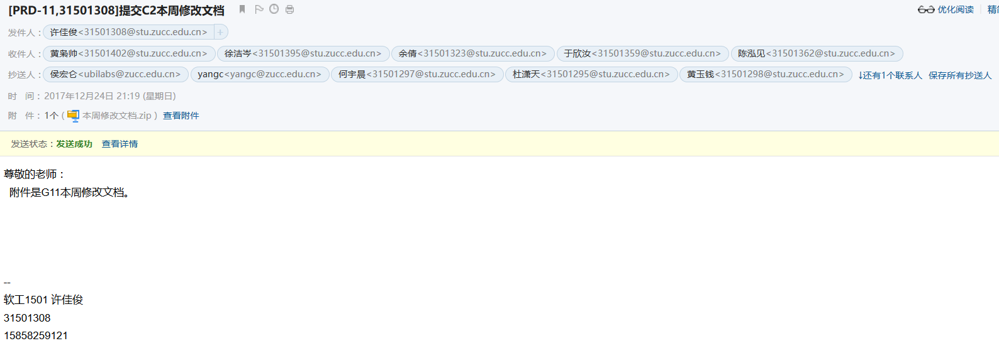 [PRD-11,31501308]提交C2本周修改文档
优化阅读
发件人：许佳俊<31501308@stu.zucc.edu.cn> +
收件人：黄枭帅<31501402@stu.zucc.edu.cn> 徐洁岑<31501395@stu.zucc.edu.cn> 余倩<31501323@stu.zucc.edu.cn> 于欣汝<31501359@stu.zucc.edu.cn> 陈泓见<31501362@stu.zucc.edu.cn>
抄送人：侯宏仑<ubilabs@zucc.edu.cn> yangc<yangc@zucc.edu.cn> 何宇晨<31501297@stu.zucc.edu.cn> 杜潇天<31501295@stu.zucc.edu.cn> 黄玉钱<31501298@stu.zucc.edu.cn> ↓还有1个联系人 保存所有抄送人
时 间：2017年12月24日 21:19 (星期日)
附 件：1个 ( 本周修改文档.zip ) 查看附件
发送状态：发送成功 查看详情
尊敬的老师：
附件是G11本周修改文档。
--
软工1501 许佳俊
31501308
15858259121